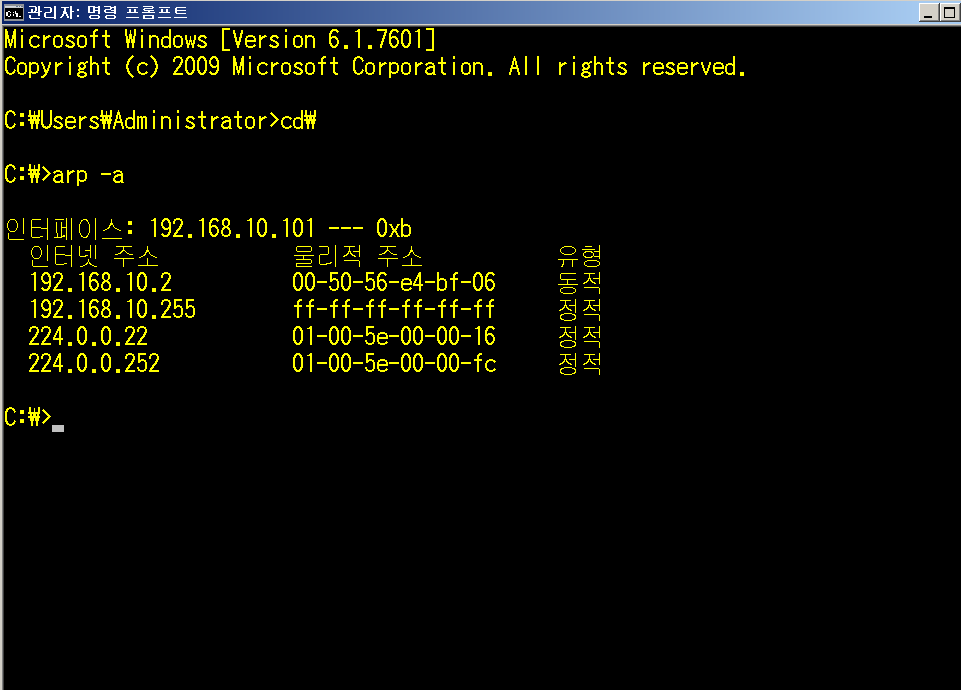 관리자: 명령 프롬프트
Microsoft Windows [Version 6.1.7601]
Copyright (c) 2009 Microsoft Corporation. All rights reserved.
C:₩Users₩Administrator>cd₩
C:₩>arp -a
인터페이스: 192.168.10.101 --- 0xb
인터넷 주소 물리적 주소 유형
192.168.10.2 00-50-56-e4-bf-06 동적
192.168.10.255 ff-ff-ff-ff-ff-ff 정적
224.0.0.22 01-00-5e-00-00-16 정적
224.0.0.252 01-00-5e-00-00-fc 정적
C:₩>